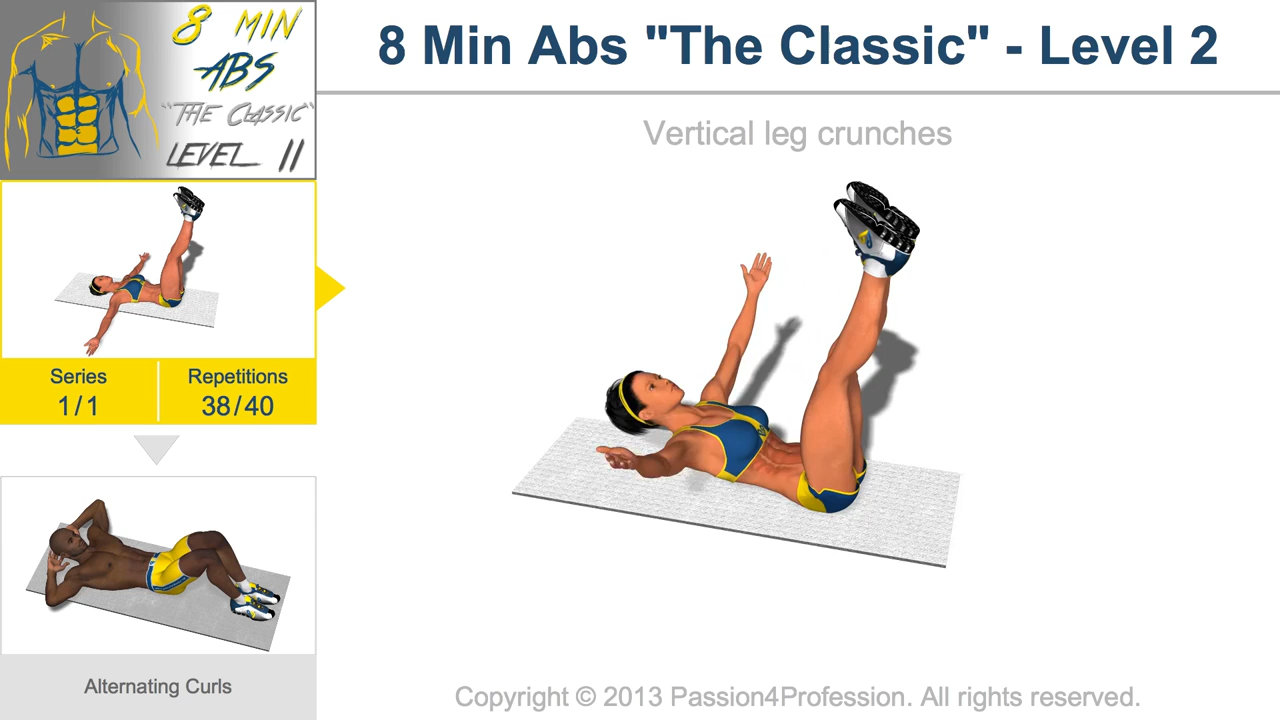 8 MIN
ABS
"THE CLASSIC"
LEVEL II
8 Min Abs "The Classic" - Level 2
Vertical leg crunches
Series
1/1
Repetitions
38/40
Alternating Curls
Copyright © 2013 Passion4Profession. All rights reserved.